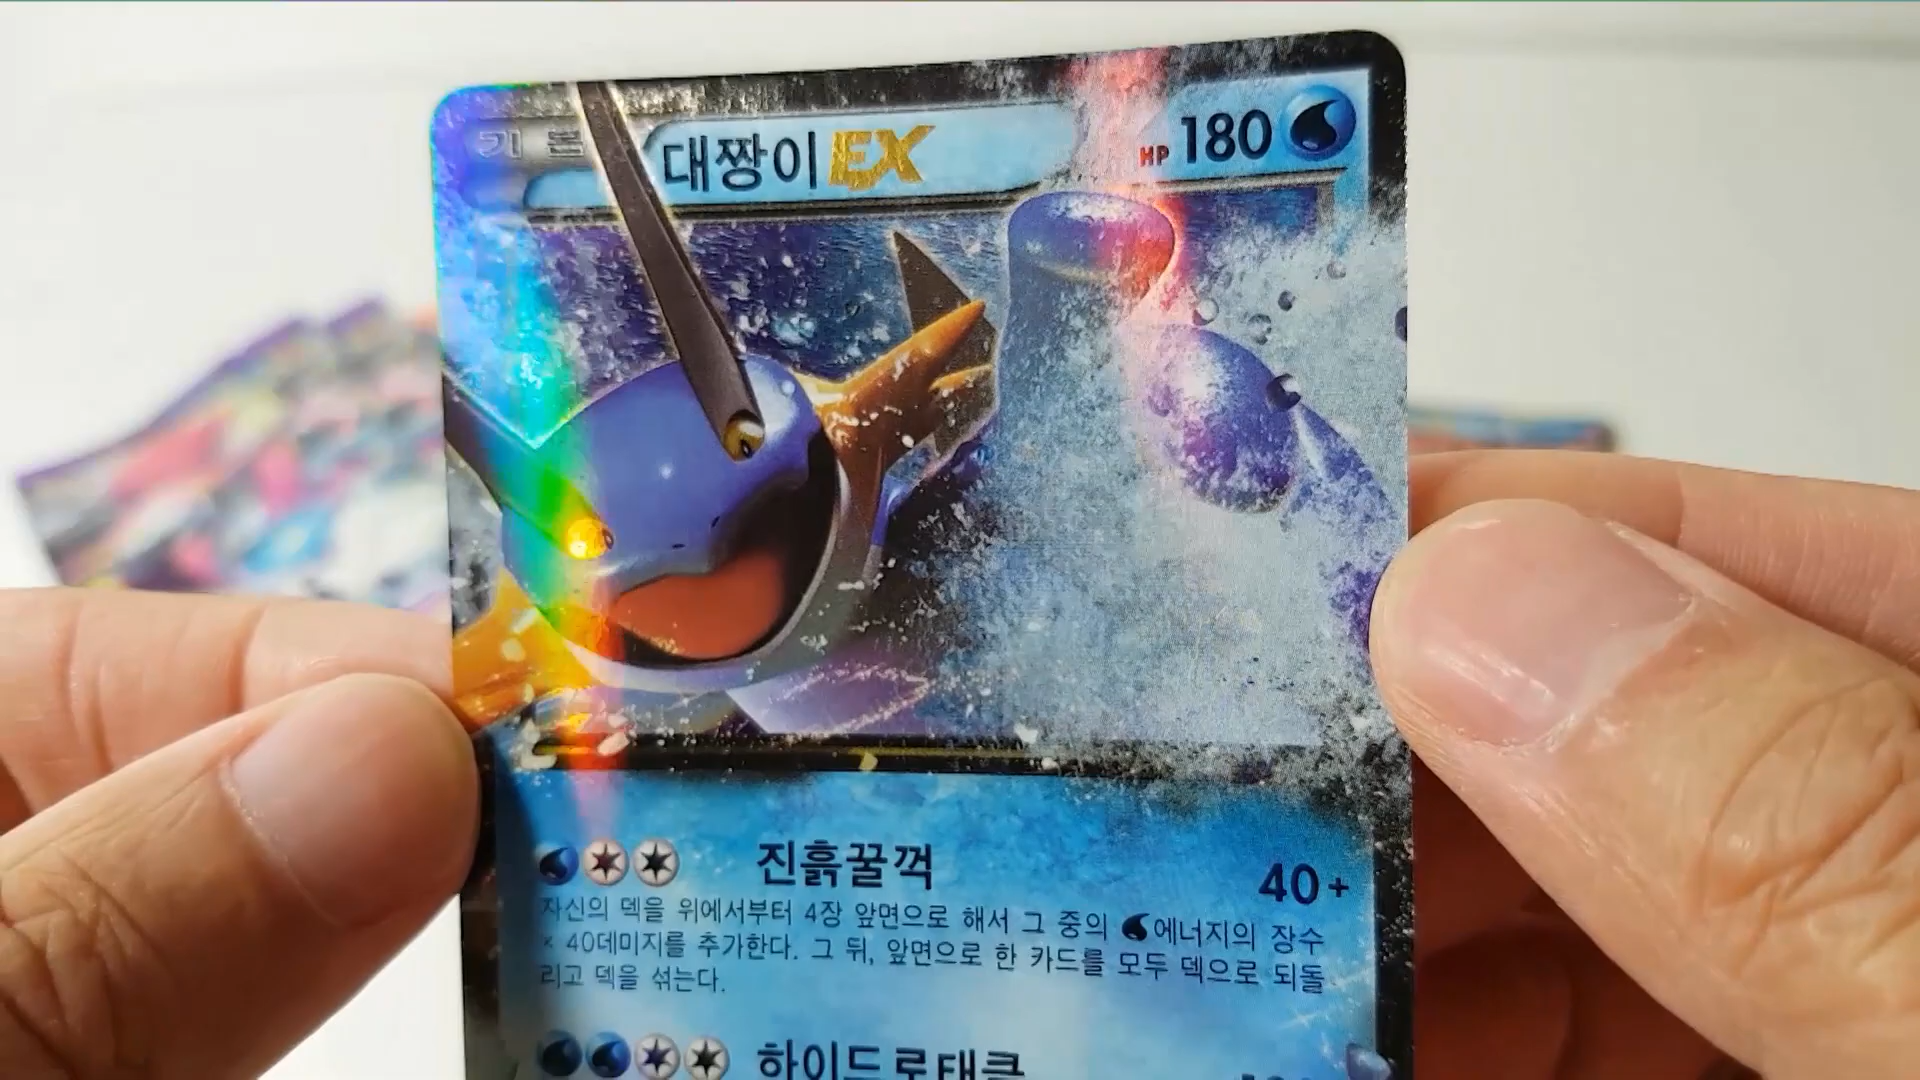 기본
대짱이EX HP 180
진흙꿀꺽 40+
자신의 덱을 위에서부터 4장 앞면으로 해서 그 중의 에너지의 장수
× 40데미지를 추가한다. 그 뒤, 앞면으로 한 카드를 모두 덱으로 되돌
리고 덱을 섞는다.
하이드로태클